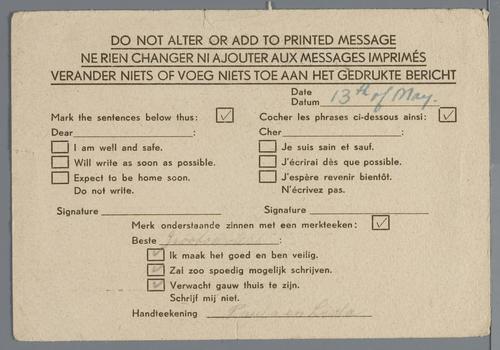 DO NOT ALTER OR ADD TO PRINTED MESSAGE
NE RIEN CHANGER NI AJOUTER AUX MESSAGES IMPRIMÉS
VERANDER NIETS OF VOEG NIETS TOE AAN HET GEDRUKTE BERICHT
Date
Datum 13th of May.
Mark the sentences below thus: ✓
Dear :
I am well and safe.
Will write as soon as possible.
Expect to be home soon.
Do not write.
Signature
Cocher les phrases ci-dessous ainsi: ✓
Cher :
Je suis sain et sauf.
J'écrirai dès que possible.
J'espère revenir bientôt.
N'écrivez pas.
Signature
Merk onderstaande zinnen met een merkteeken: ✓
Beste :
✓ Ik maak het goed en ben veilig.
✓ Zal zoo spoedig mogelijk schrijven.
✓ Verwacht gauw thuis te zijn.
Schrijf mij niet.
Handteekening